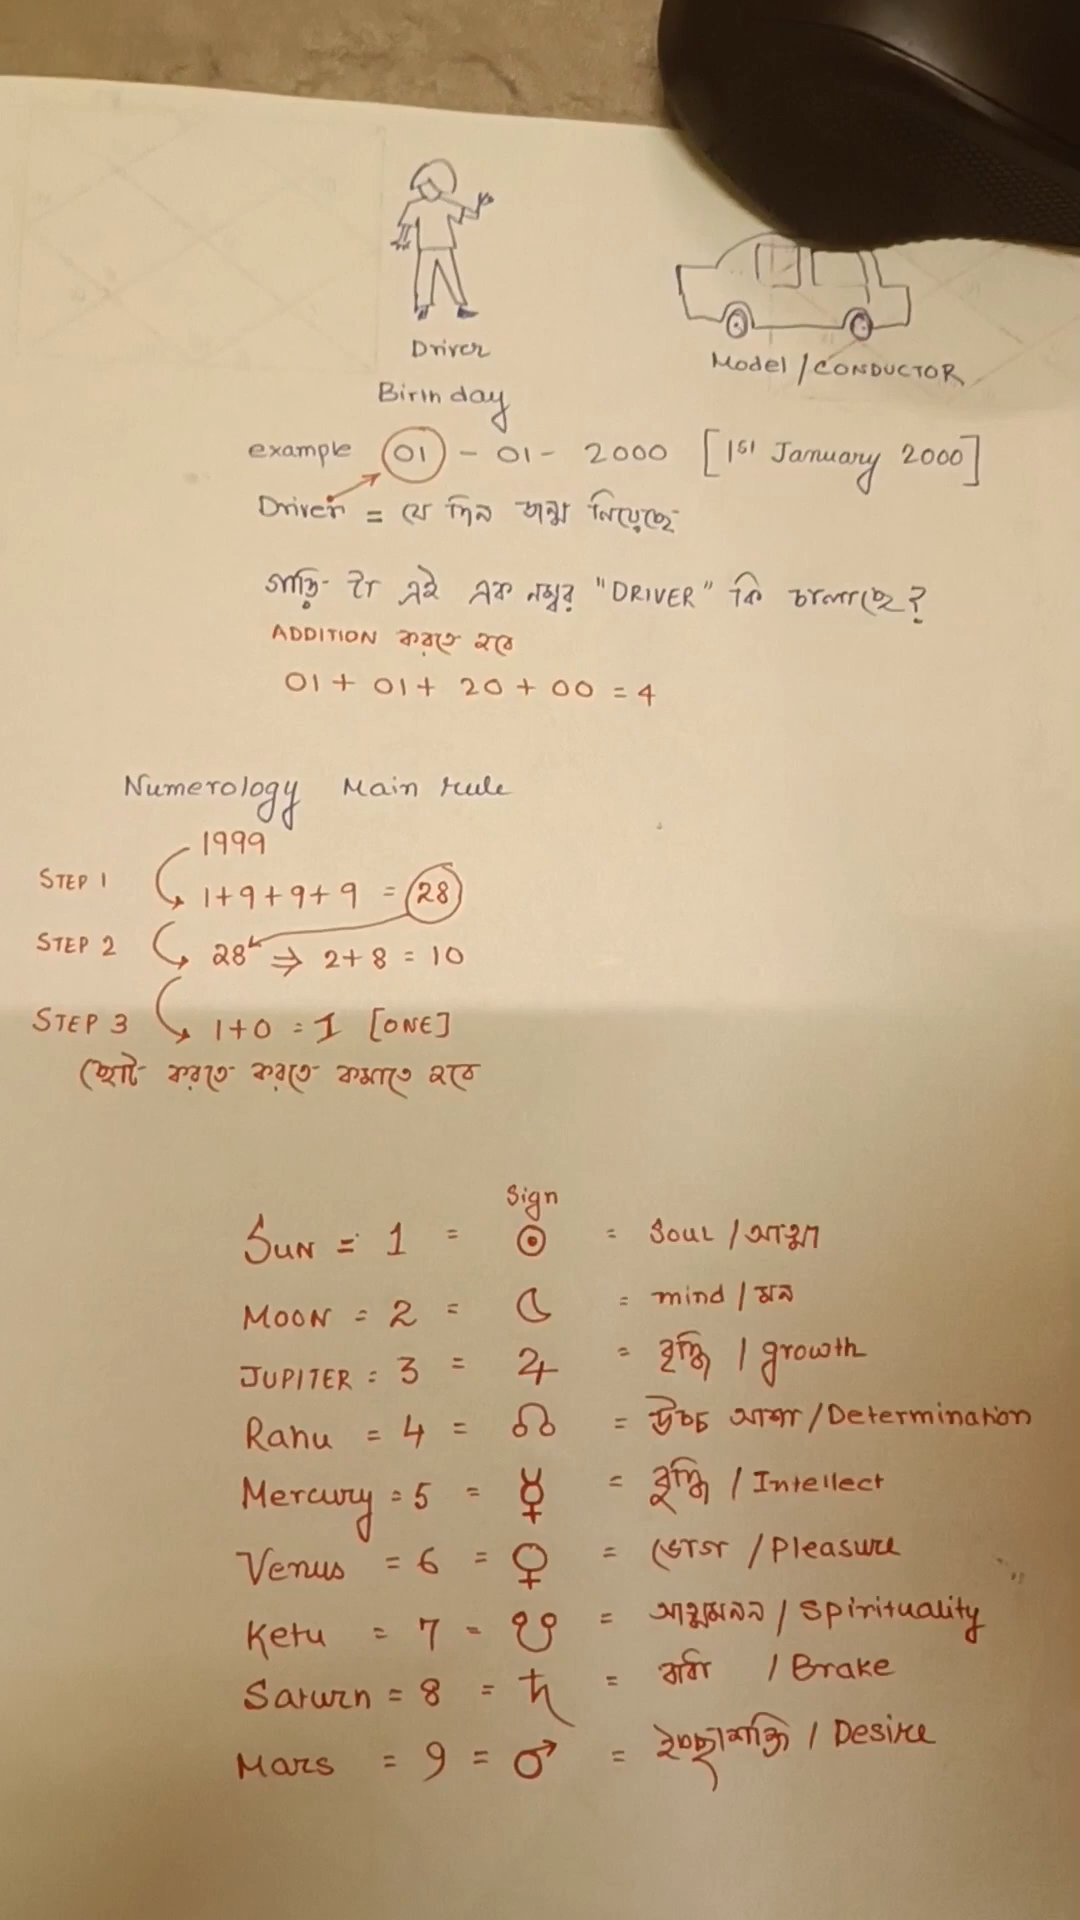 Driver
Model / CONDUCTOR
Birth day
example 01 - 01 - 2000 [1st January 2000]
Driver = যে দিন জন্ম নিয়েছে
গাড়ি টা এই এক নম্বর "DRIVER" কি চালাচ্ছে?
ADDITION করতে হবে
01 + 01 + 20 + 00 = 4
Numerology Main rule
1999
STEP 1 1+9+9+9 = 28
STEP 2 28 ⇒ 2+8 = 10
STEP 3 1+0 = 1 [ONE]
ছোট করতে করতে কমাতে হবে
Sign
SUN = 1 = ☉ = Soul / আত্মা
MOON = 2 = ☾ = mind / মন
JUPITER = 3 = ♃ = বৃদ্ধি / growth
Rahu = 4 = ☊ = উচ্চ আশা / Determination
Mercury = 5 = ☿ = বুদ্ধি / Intellect
Venus = 6 = ♀ = ভোগ / Pleasure
Ketu = 7 = ☋ = আত্মমনন / Spirituality
Saturn = 8 = ♄ = বাধা / Brake
Mars = 9 = ♂ = ইচ্ছাশক্তি / Desire